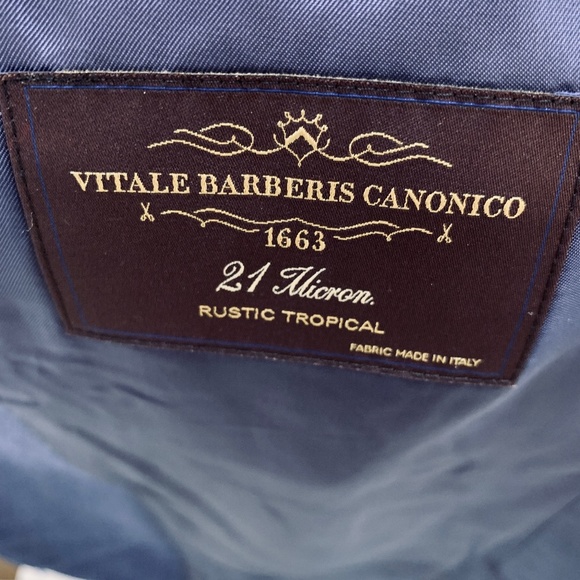 VITALE BARBERIS CANONICO
1663
21 Micron.
RUSTIC TROPICAL
FABRIC MADE IN ITALY